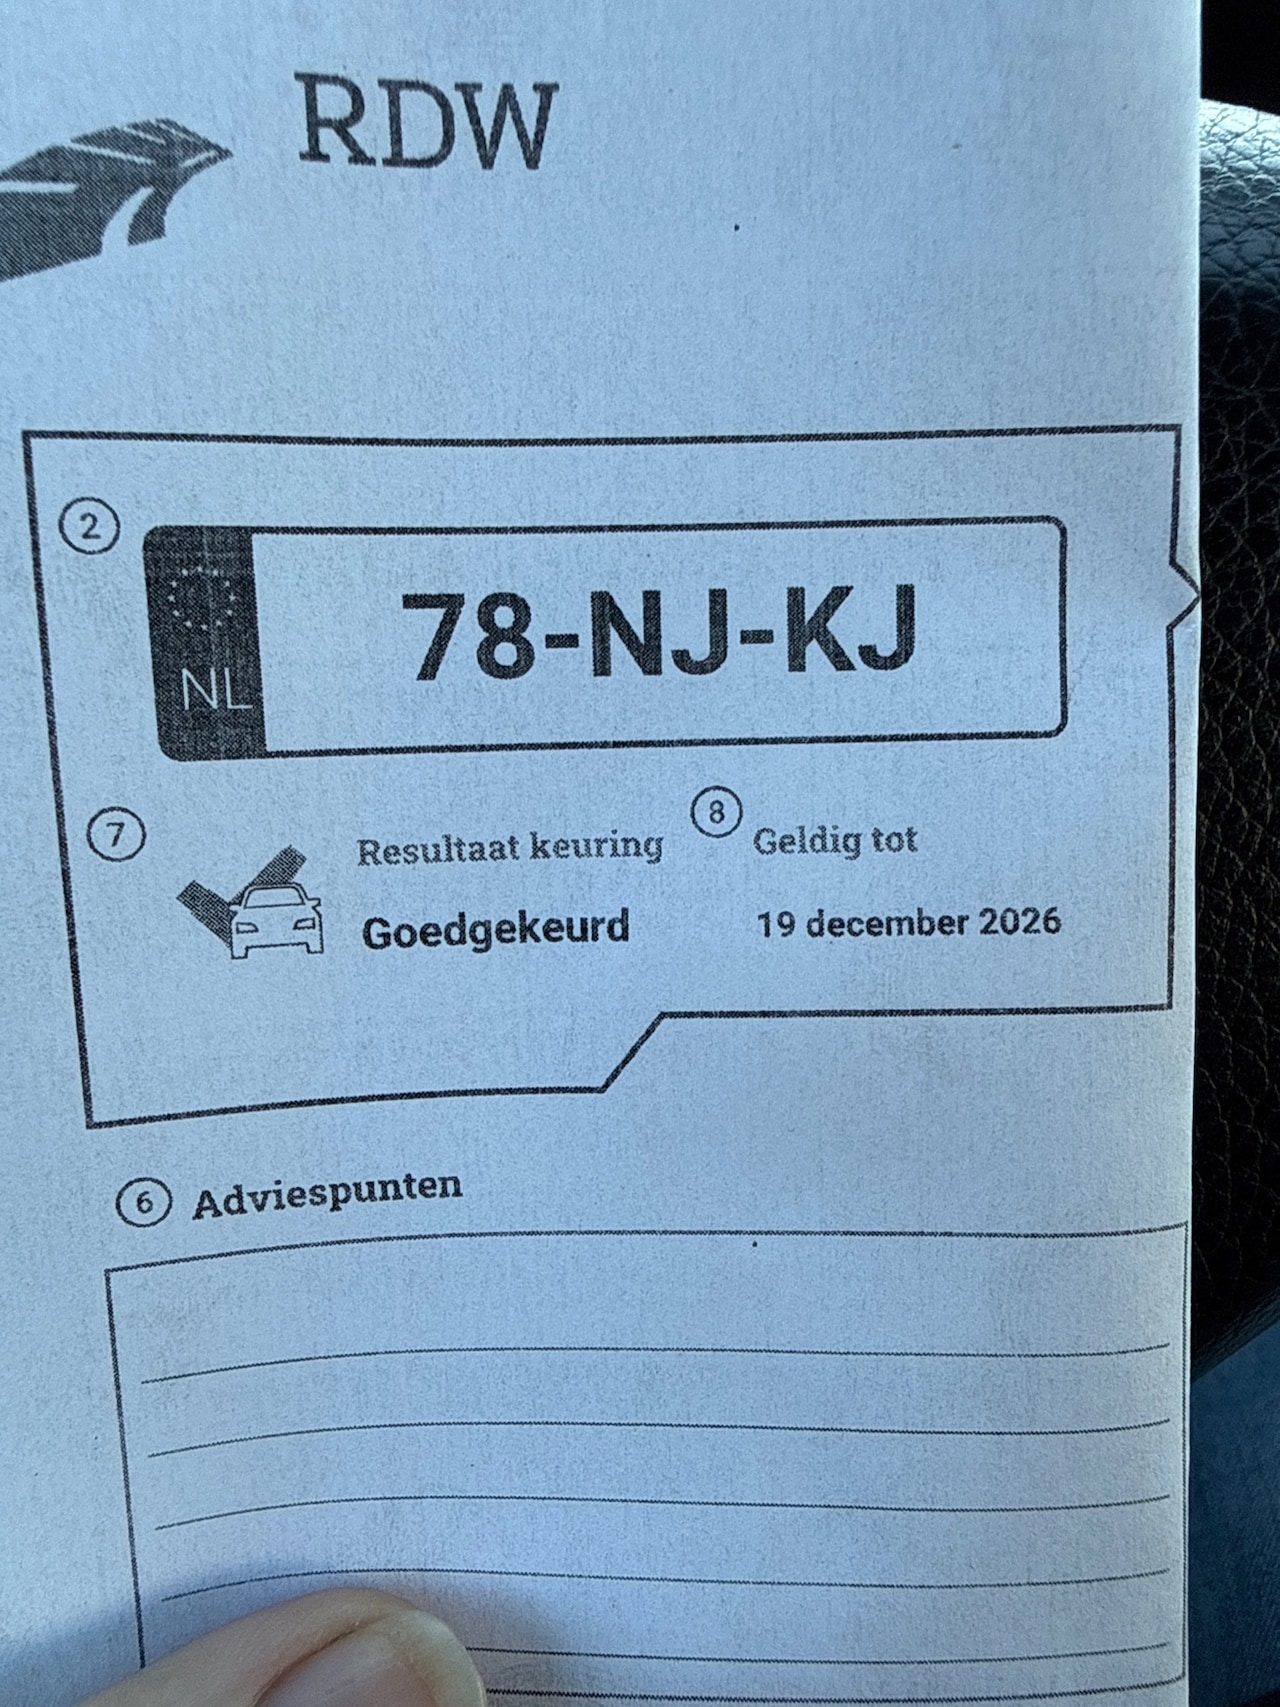 RDW
2
NL
78-NJ-KJ
7
Resultaat keuring
Goedgekeurd
8
Geldig tot
19 december 2026
6 Adviespunten